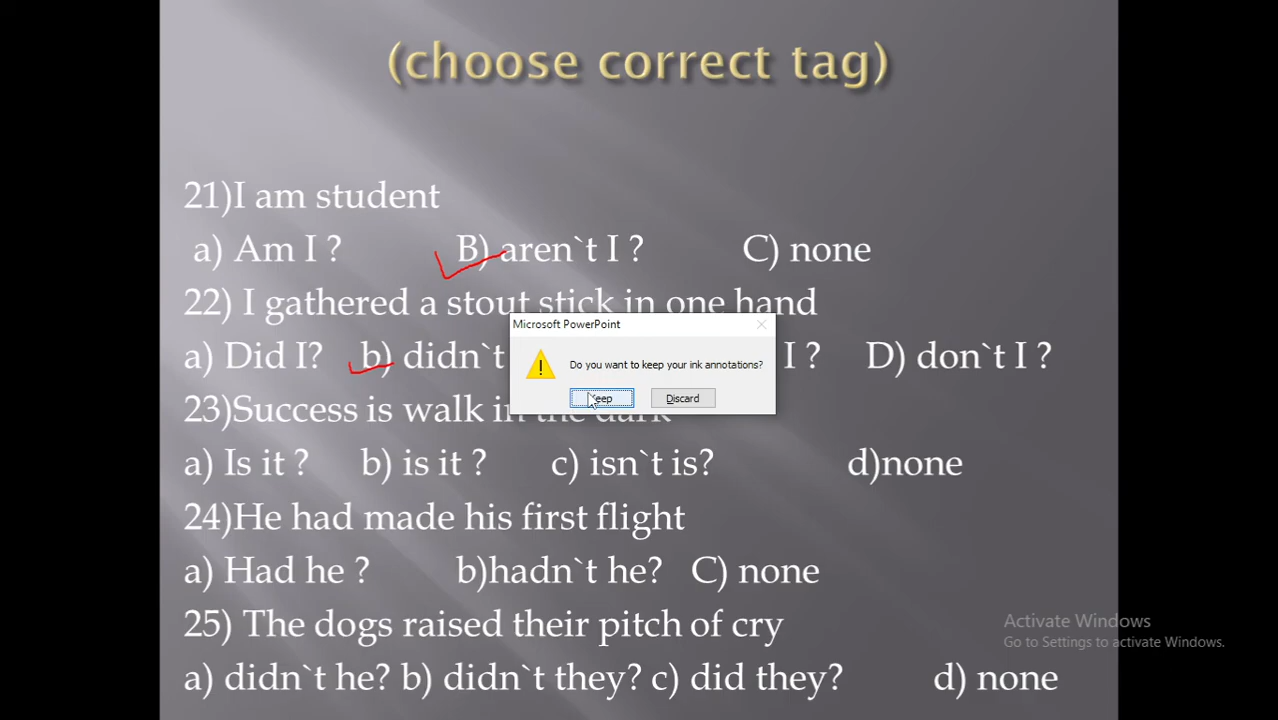 (choose correct tag)
21)I am student
a) Am I ? B) aren`t I ? C) none
22) I gathered a stout stick in one hand
Microsoft PowerPoint
a) Did I? b) didn`t I ? D) don`t I ?
Do you want to keep your ink annotations?
Keep Discard
23)Success is walk in the dark
a) Is it ? b) is it ? c) isn`t is? d)none
24)He had made his first flight
a) Had he ? b)hadn`t he? C) none
25) The dogs raised their pitch of cry
Activate Windows
Go to Settings to activate Windows.
a) didn`t he? b) didn`t they? c) did they? d) none